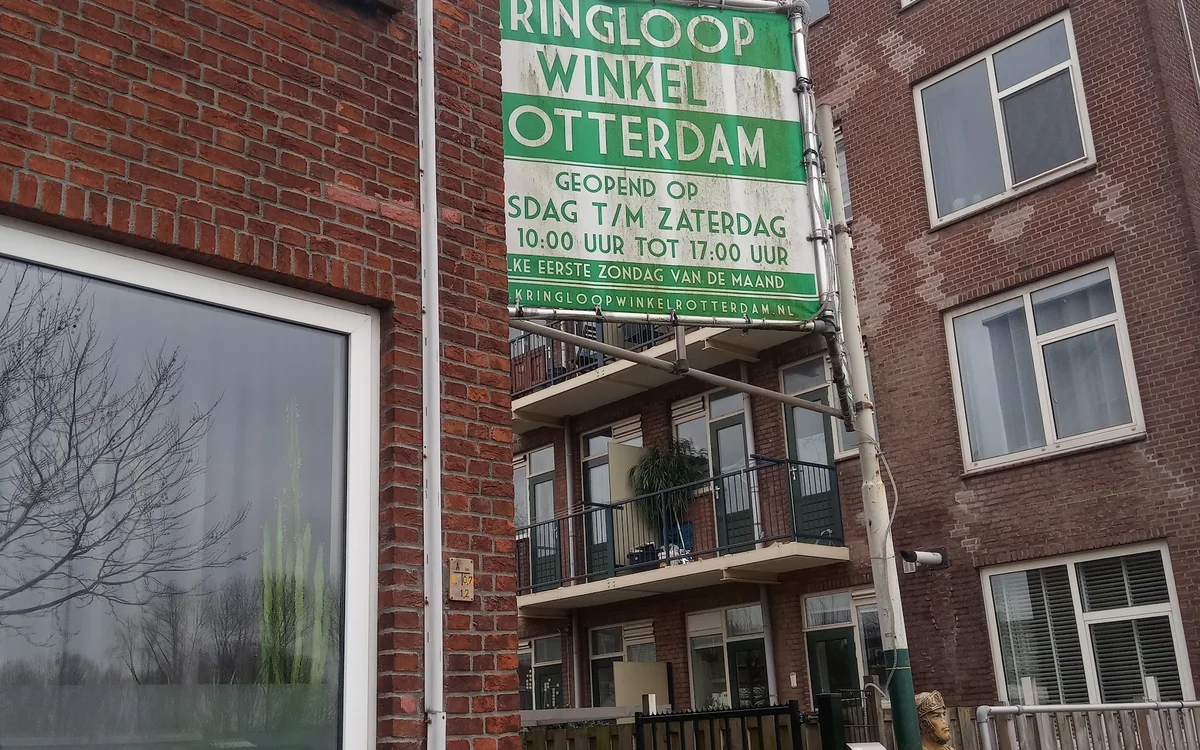 KRINGLOOP
WINKEL
OTTERDAM
GEOPEND OP
SDAG T/M ZATERDAG
10:00 UUR TOT 17:00 UUR
LKE EERSTE ZONDAG VAN DE MAAND
KRINGLOOPWINKELROTTERDAM.NL
A